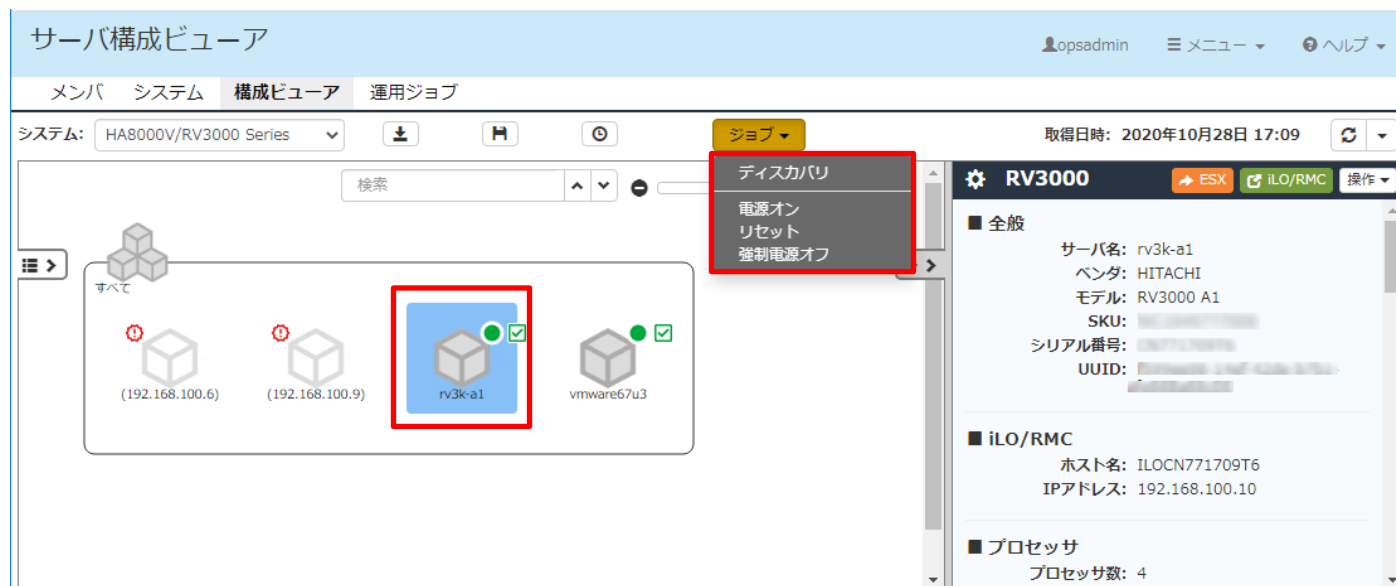 サーバ構成ビューア
opsadmin メニュー ヘルプ
メンバ システム 構成ビューア 運用ジョブ
システム: HA8000V/RV3000 Series ジョブ 取得日時: 2020年10月28日 17:09
ディスカバリ
電源オン
リセット
強制電源オフ
検索
すべて
(192.168.100.6) (192.168.100.9) rv3k-a1 vmware67u3
RV3000 ESX iLO/RMC 操作
全般
サーバ名: rv3k-a1
ベンダ: HITACHI
モデル: RV3000 A1
SKU:
シリアル番号:
UUID:
iLO/RMC
ホスト名: ILOCN771709T6
IPアドレス: 192.168.100.10
プロセッサ
プロセッサ数: 4